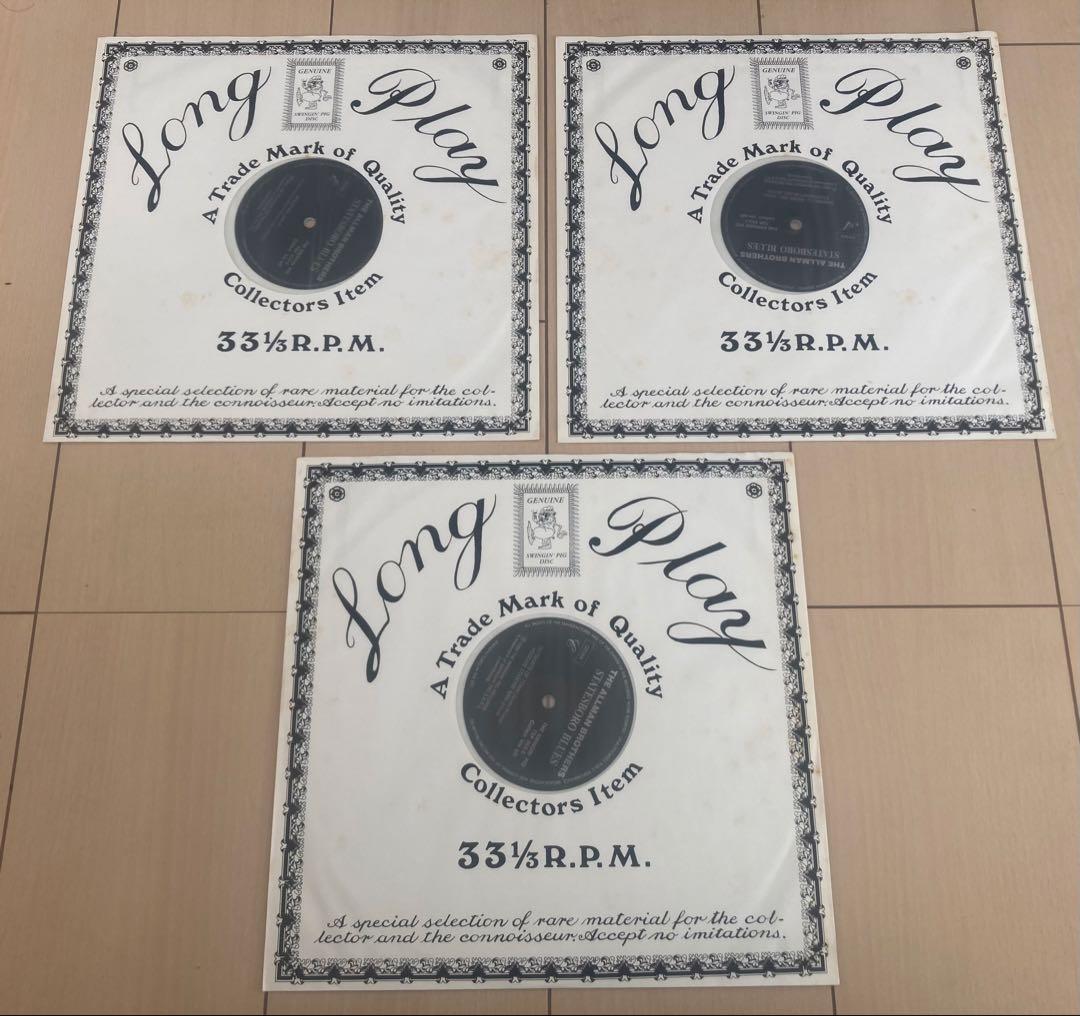 Long Play
GENUINE
SWINGIN' PIG
DISC
A Trade Mark of Quality
THE ALLMAN BROTHERS
STATESBORO BLUES
Collectors Item
33⅓ R.P.M.
A special selection of rare material for the col-
lector and the connoisseur. Accept no imitations.
Long Play
GENUINE
SWINGIN' PIG
DISC
A Trade Mark of Quality
THE ALLMAN BROTHERS
STATESBORO BLUES
Collectors Item
33⅓ R.P.M.
A special selection of rare material for the col-
lector and the connoisseur. Accept no imitations.
Long Play
GENUINE
SWINGIN' PIG
DISC
A Trade Mark of Quality
THE ALLMAN BROTHERS
STATESBORO BLUES
Collectors Item
33⅓ R.P.M.
A special selection of rare material for the col-
lector and the connoisseur. Accept no imitations.